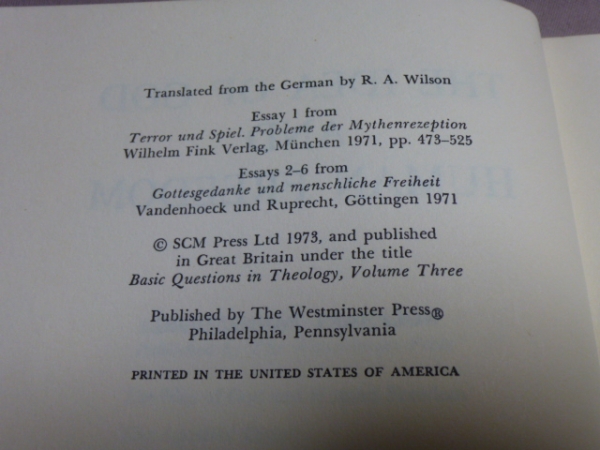 Translated from the German by R. A. Wilson
Essay 1 from
Terror und Spiel. Probleme der Mythenrezeption
Wilhelm Fink Verlag, München 1971, pp. 473–525
Essays 2–6 from
Gottesgedanke und menschliche Freiheit
Vandenhoeck und Ruprecht, Göttingen 1971
© SCM Press Ltd 1973, and published
in Great Britain under the title
Basic Questions in Theology, Volume Three
Published by The Westminster Press®
Philadelphia, Pennsylvania
PRINTED IN THE UNITED STATES OF AMERICA